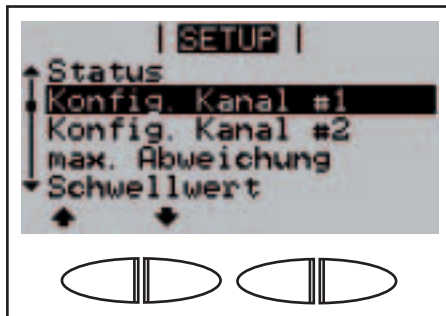 SETUP
Status
Konfig. Kanal #1
Konfig. Kanal #2
max. Abweichung
Schwellwert